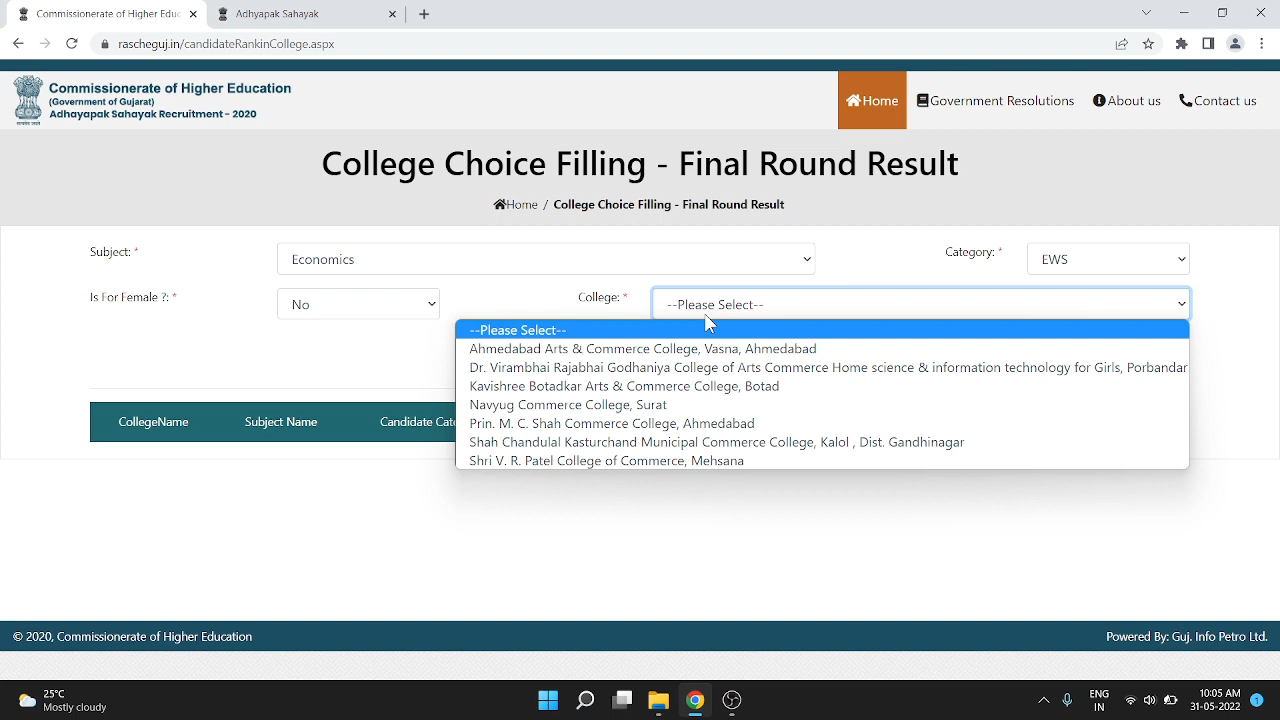 Commissionerate of Higher Educ
Adhyapak Sahayak
rascheguj.in/candidateRankinCollege.aspx
Commissionerate of Higher Education
(Government of Gujarat)
Adhayapak Sahayak Recruitment - 2020
Home
Government Resolutions
About us
Contact us
College Choice Filling - Final Round Result
Home / College Choice Filling - Final Round Result
Subject: *
Economics
Category: *
EWS
Is For Female ?: *
No
College: *
--Please Select--
--Please Select--
Ahmedabad Arts & Commerce College, Vasna, Ahmedabad
Dr. Virambhai Rajabhai Godhaniya College of Arts Commerce Home science & information technology for Girls, Porbandar
Kavishree Botadkar Arts & Commerce College, Botad
Navyug Commerce College, Surat
Prin. M. C. Shah Commerce College, Ahmedabad
Shah Chandulal Kasturchand Municipal Commerce College, Kalol , Dist. Gandhinagar
Shri V. R. Patel College of Commerce, Mehsana
CollegeName
Subject Name
Candidate Cate
© 2020, Commissionerate of Higher Education
Powered By: Guj. Info Petro Ltd.
25°C
Mostly cloudy
ENG
IN
10:05 AM
31-05-2022
1